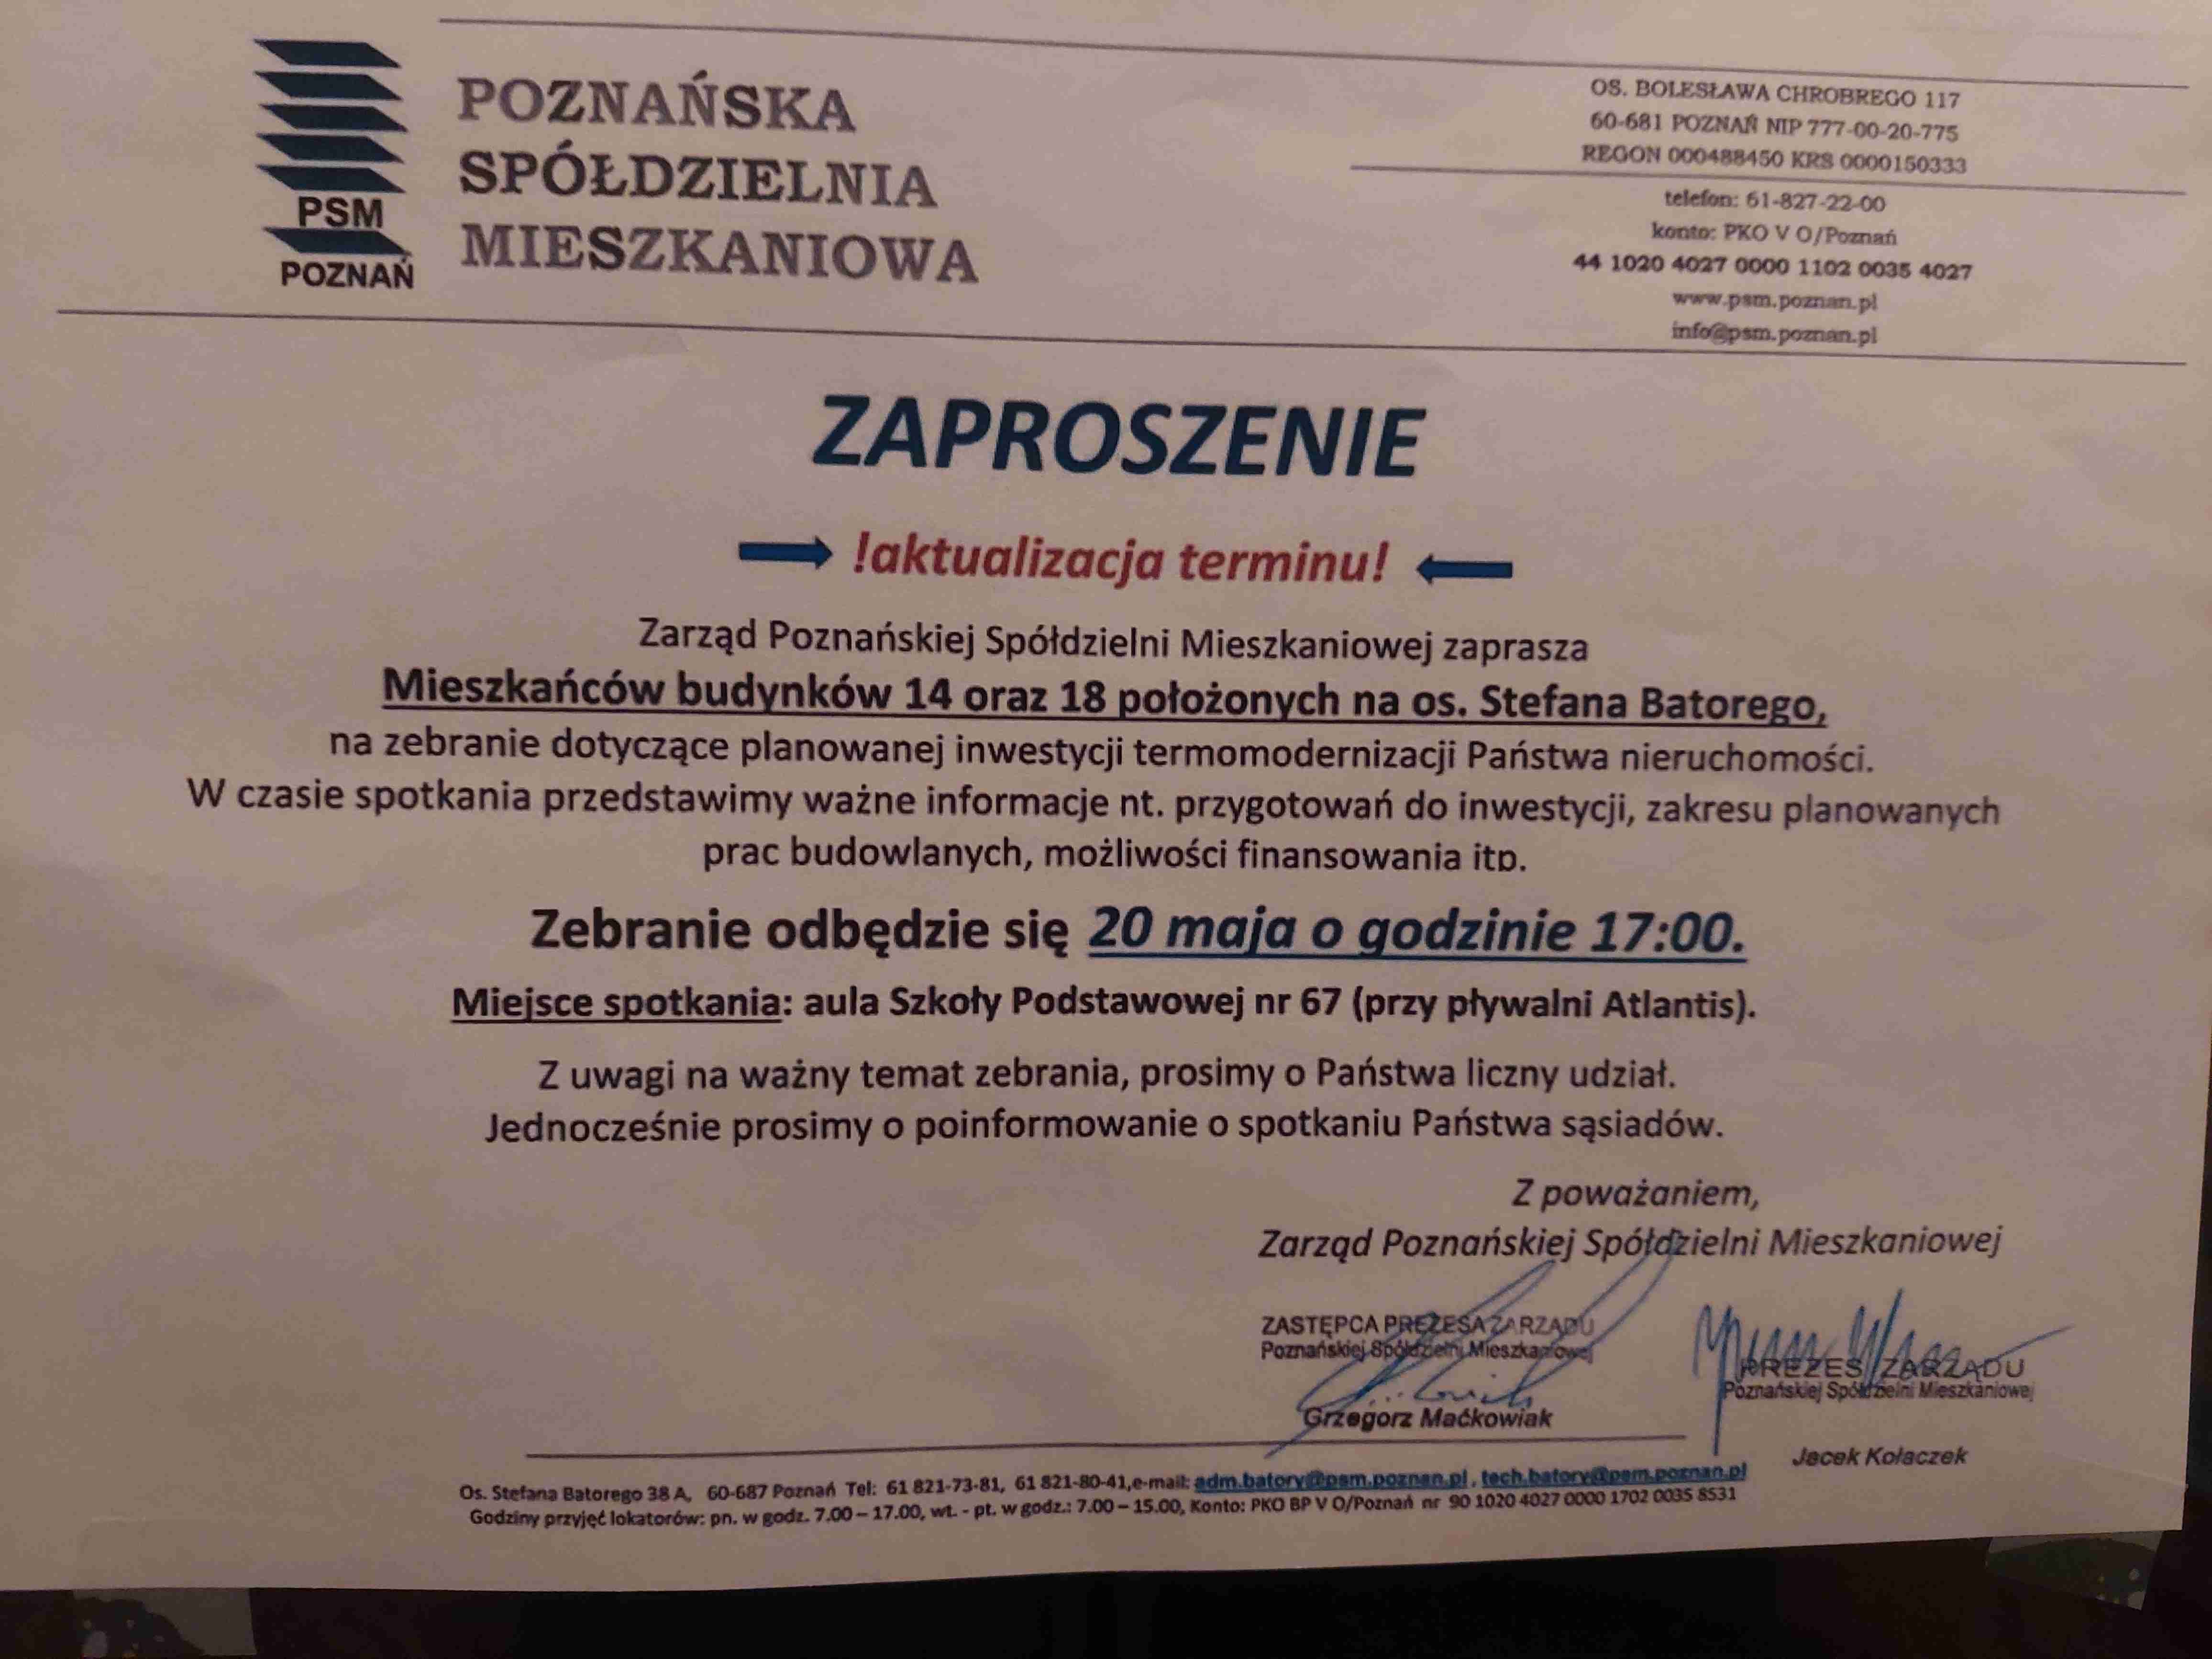 POZNAŃSKA
SPÓŁDZIELNIA
MIESZKANIOWA
PSM
POZNAŃ
OS. BOLESŁAWA CHROBREGO 117
60-681 POZNAŃ NIP 777-00-20-775
REGON 000488450 KRS 0000150333
telefon: 61-827-22-00
konto: PKO V O/Poznań
44 1020 4027 0000 1102 0035 4027
www.psm.poznan.pl
info@psm.poznan.pl
ZAPROSZENIE
!aktualizacja terminu!
Zarząd Poznańskiej Spółdzielni Mieszkaniowej zaprasza
Mieszkańców budynków 14 oraz 18 położonych na os. Stefana Batorego,
na zebranie dotyczące planowanej inwestycji termomodernizacji Państwa nieruchomości.
W czasie spotkania przedstawimy ważne informacje nt. przygotowań do inwestycji, zakresu planowanych
prac budowlanych, możliwości finansowania itp.
Zebranie odbędzie się 20 maja o godzinie 17:00.
Miejsce spotkania: aula Szkoły Podstawowej nr 67 (przy pływalni Atlantis).
Z uwagi na ważny temat zebrania, prosimy o Państwa liczny udział.
Jednocześnie prosimy o poinformowanie o spotkaniu Państwa sąsiadów.
Z poważaniem,
Zarząd Poznańskiej Spółdzielni Mieszkaniowej
ZASTĘPCA PREZESA ZARZĄDU
Poznańskiej Spółdzielni Mieszkaniowej
Grzegorz Maćkowiak
PREZES ZARZĄDU
Poznańskiej Spółdzielni Mieszkaniowej
Jacek Kołaczek
Os. Stefana Batorego 38 A, 60-687 Poznań Tel: 61 821-73-81, 61 821-80-41,e-mail: adm.batory@psm.poznan.pl , tech.batory@psm.poznan.pl
Godziny przyjęć lokatorów: pn. w godz. 7.00 – 17.00, wt. - pt. w godz.: 7.00 – 15.00, Konto: PKO BP V O/Poznań nr 90 1020 4027 0000 1702 0035 8531